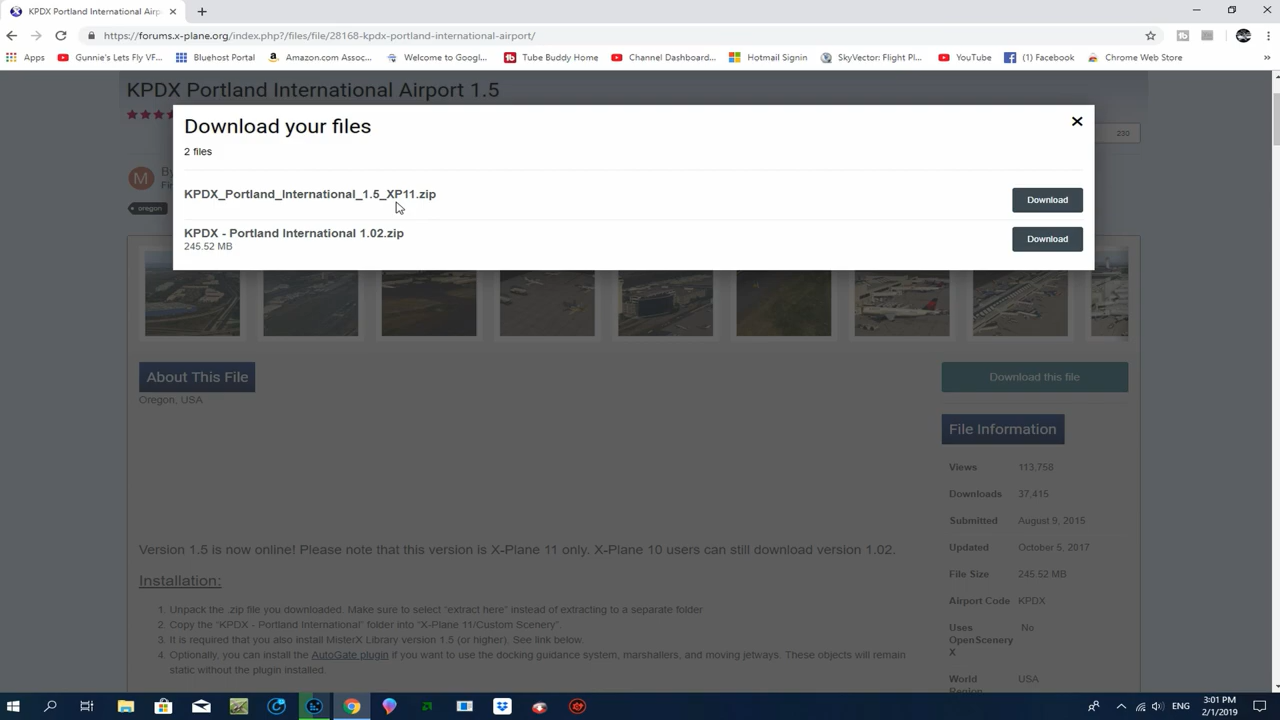 KPDX Portland International Airp
https://forums.x-plane.org/index.php?/files/file/28168-kpdx-portland-international-airport/
Apps
Gunnie's Lets Fly VF...
Bluehost Portal
Amazon.com Assoc...
Welcome to Googl...
Tube Buddy Home
Channel Dashboard...
Hotmail Signin
SkyVector: Flight Pl...
YouTube
(1) Facebook
Chrome Web Store
KPDX Portland International Airport 1.5
Download your files
2 files
230
KPDX_Portland_International_1.5_XP11.zip
Download
M
By
oregon
KPDX - Portland International 1.02.zip
245.52 MB
Download
About This File
Oregon, USA
Download this file
File Information
Views 113,758
Downloads 37,415
Submitted August 9, 2015
Updated October 5, 2017
File Size 245.52 MB
Airport Code KPDX
Uses OpenScenery X No
World Region USA
Version 1.5 is now online! Please note that this version is X-Plane 11 only. X-Plane 10 users can still download version 1.02.
Installation:
1. Unpack the .zip file you downloaded. Make sure to select "extract here" instead of extracting to a separate folder
2. Copy the "KPDX - Portland International" folder into "X-Plane 11/Custom Scenery".
3. It is required that you also install MisterX Library version 1.5 (or higher). See link below.
4. Optionally, you can install the AutoGate plugin if you want to use the docking guidance system, marshallers, and moving jetways. These objects will remain
static without the plugin installed.
ENG
3:01 PM
2/1/2019